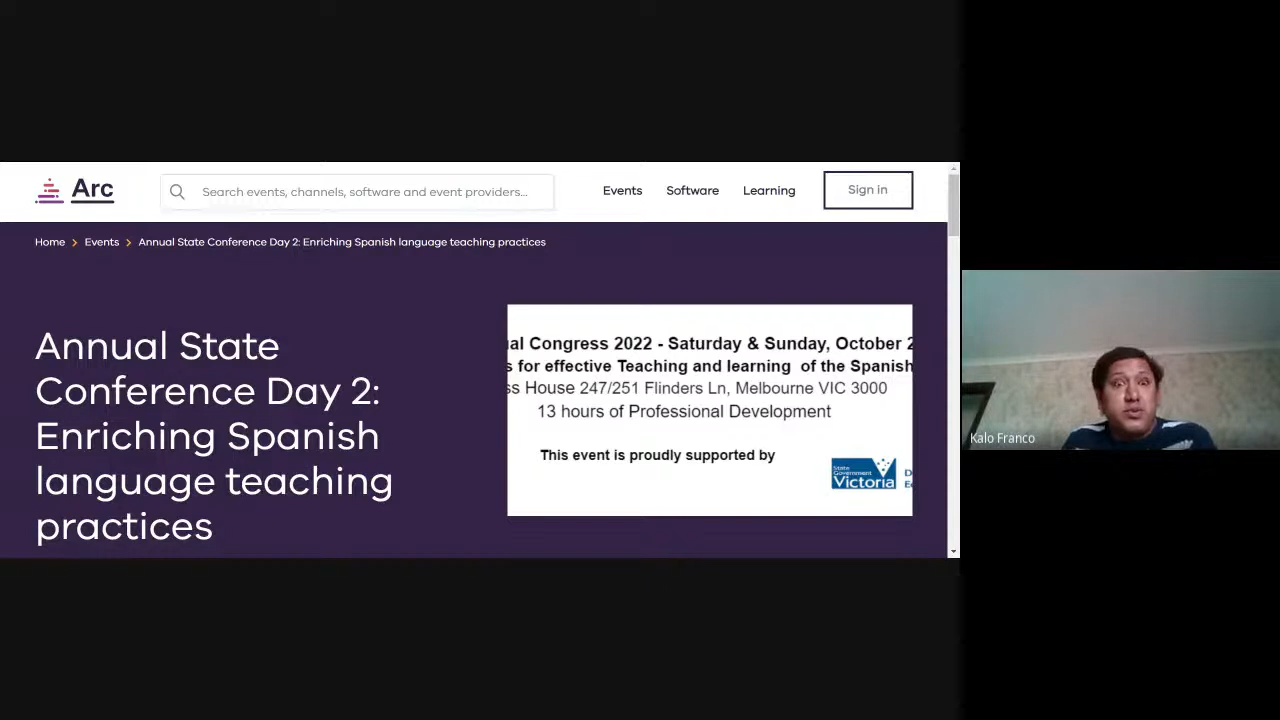 Arc
Search events, channels, software and event providers...
Events
Software
Learning
Sign in
Home
Events
Annual State Conference Day 2: Enriching Spanish language teaching practices
Annual State
Conference Day 2:
Enriching Spanish
language teaching
practices
Congress 2022 - Saturday & Sunday, October
for effective Teaching and learning of the Spanish
House 247/251 Flinders Ln, Melbourne VIC 3000
13 hours of Professional Development
This event is proudly supported by
State
Government
Victoria
Kalo Franco